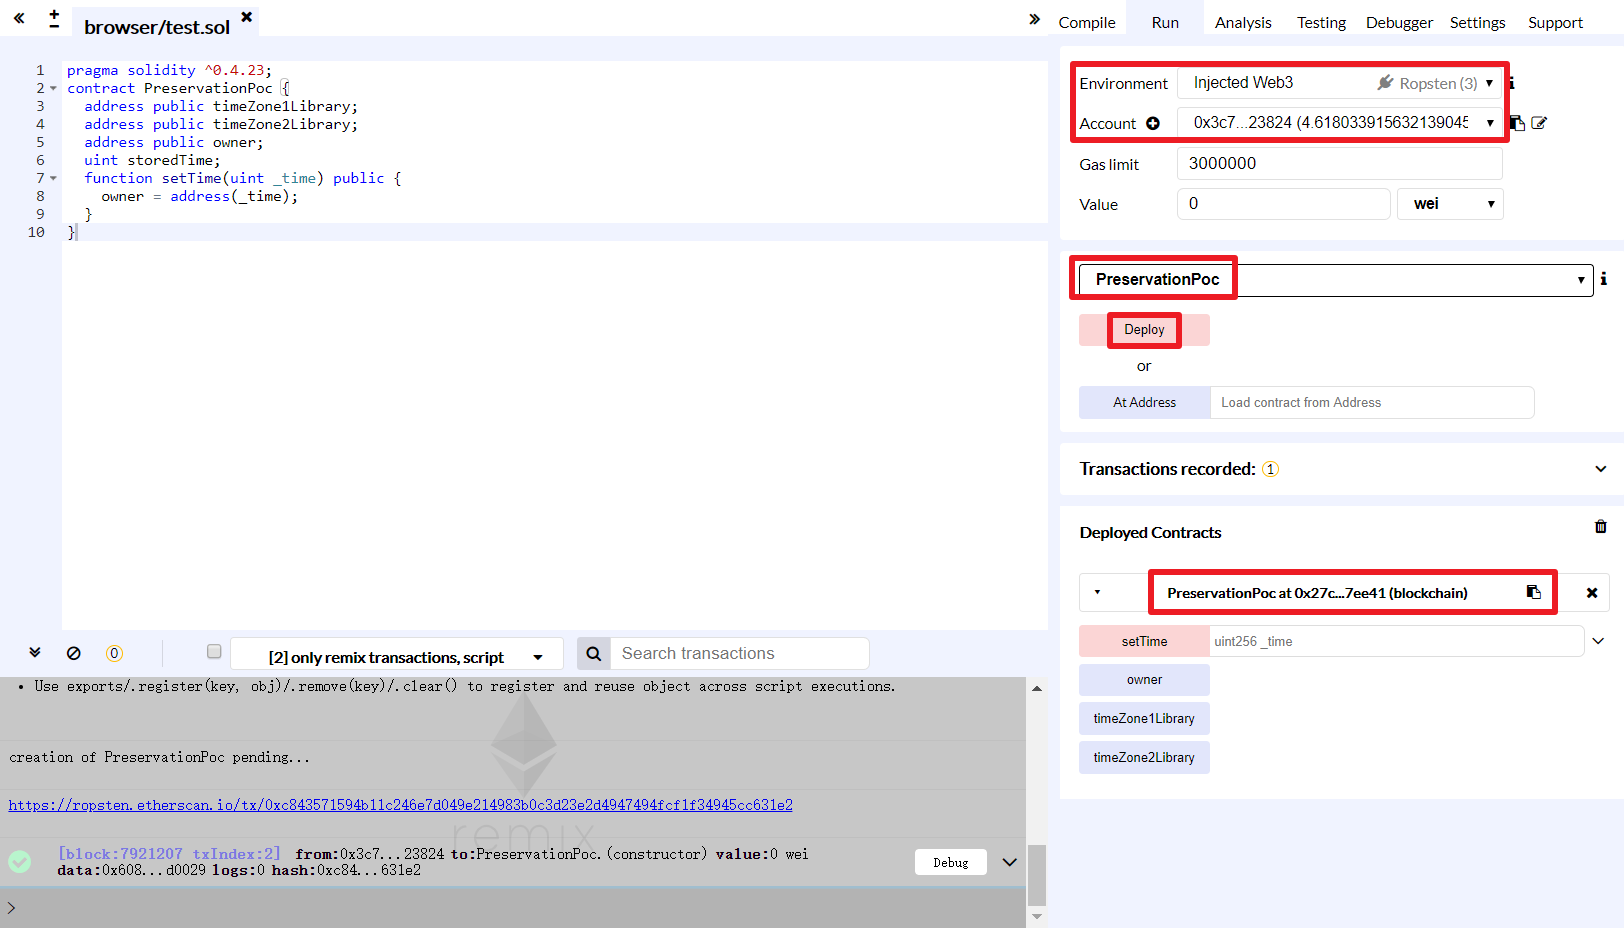 browser/test.sol
1 pragma solidity ^0.4.23;
2 contract PreservationPoc {
3 address public timeZone1Library;
4 address public timeZone2Library;
5 address public owner;
6 uint storedTime;
7 function setTime(uint _time) public {
8 owner = address(_time);
9 }
10 }
0
[2] only remix transactions, script
Search transactions
• Use exports/.register(key, obj)/.remove(key)/.clear() to register and reuse object across script executions.
creation of PreservationPoc pending...
https://ropsten.etherscan.io/tx/0xc843571594b11c246e7d049e214983b0c3d23e2d4947494fcf1f34945cc631e2
remix
[block:7921207 txIndex:2] from:0x3c7...23824 to:PreservationPoc.(constructor) value:0 wei
data:0x608...d0029 logs:0 hash:0xc84...631e2
Debug
>
Compile Run Analysis Testing Debugger Settings Support
Environment Injected Web3 Ropsten (3)
Account 0x3c7...23824 (4.618033915632139045
Gas limit 3000000
Value 0 wei
PreservationPoc
Deploy
or
At Address Load contract from Address
Transactions recorded: 1
Deployed Contracts
PreservationPoc at 0x27c...7ee41 (blockchain)
setTime uint256 _time
owner
timeZone1Library
timeZone2Library